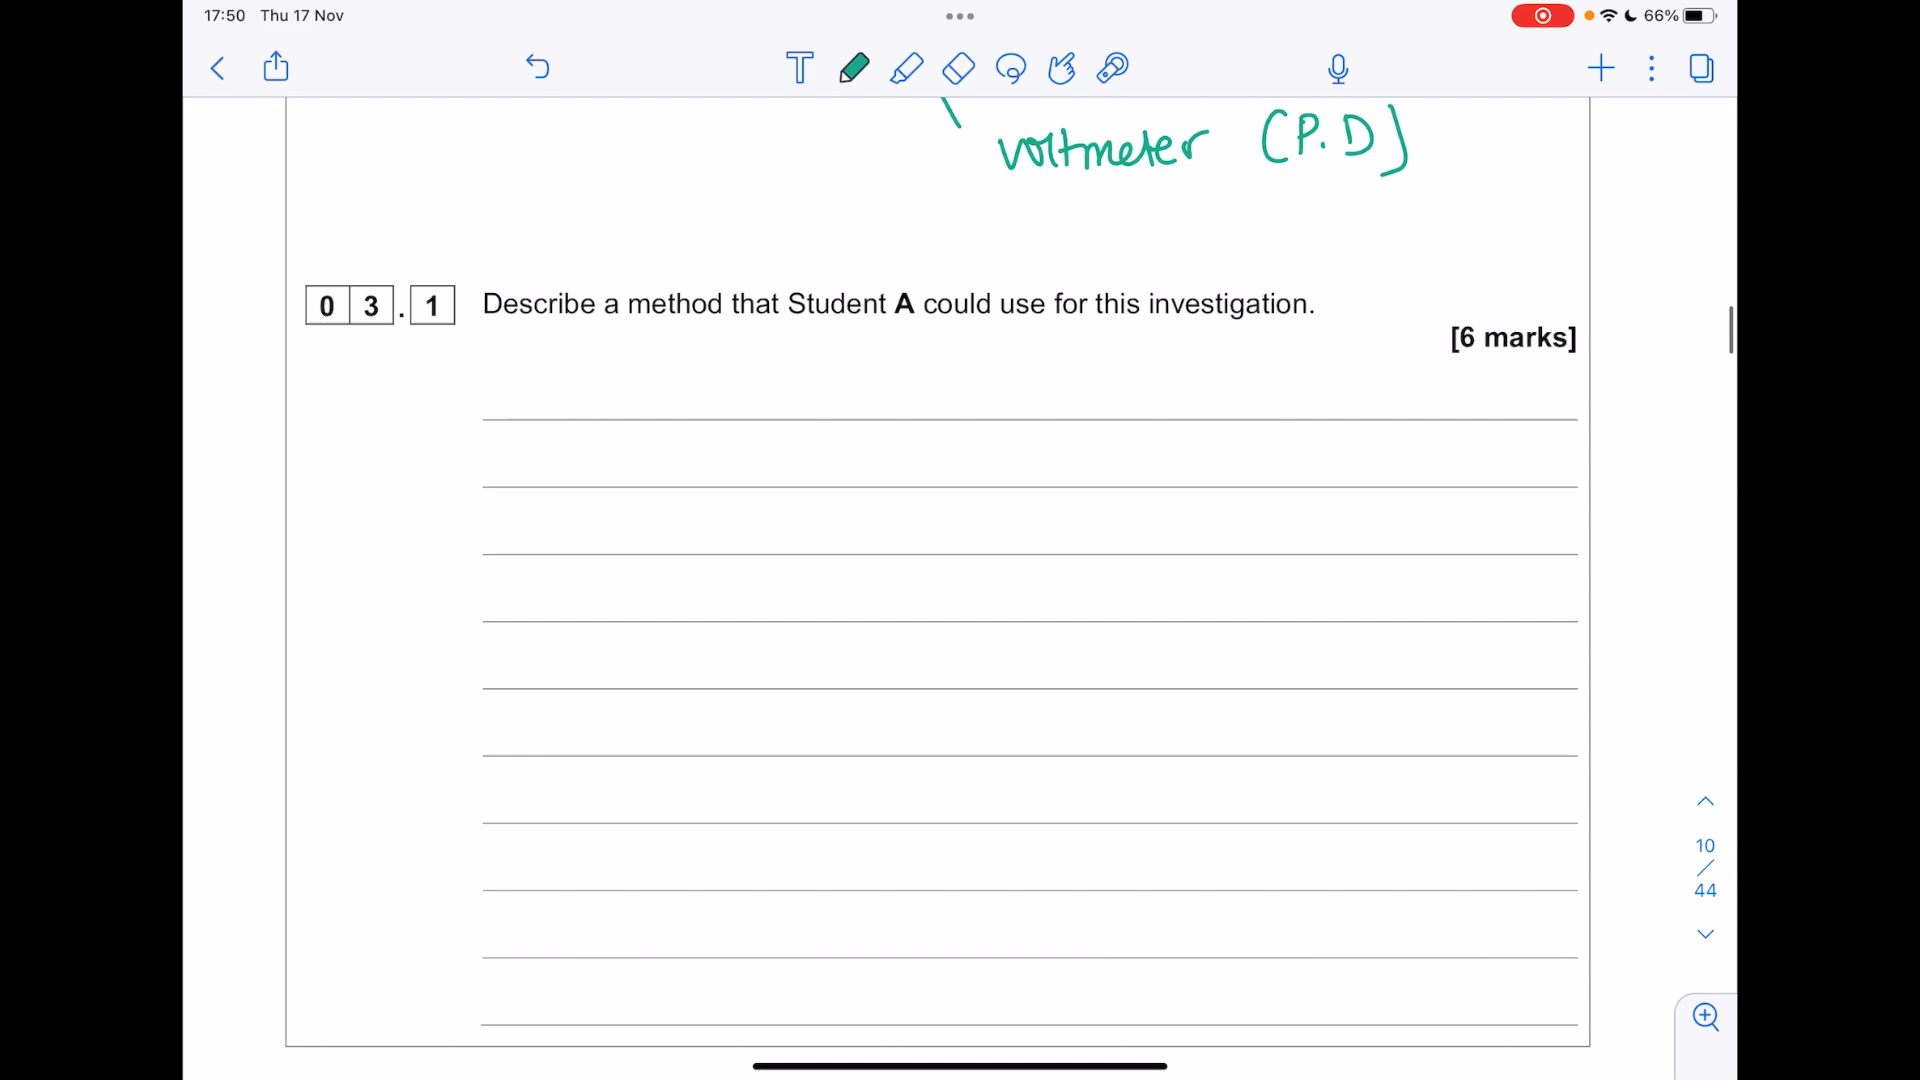 17:50 Thu 17 Nov 66%
voltmeter (P.D)
0 3 . 1 Describe a method that Student A could use for this investigation.
[6 marks]
10
/
44